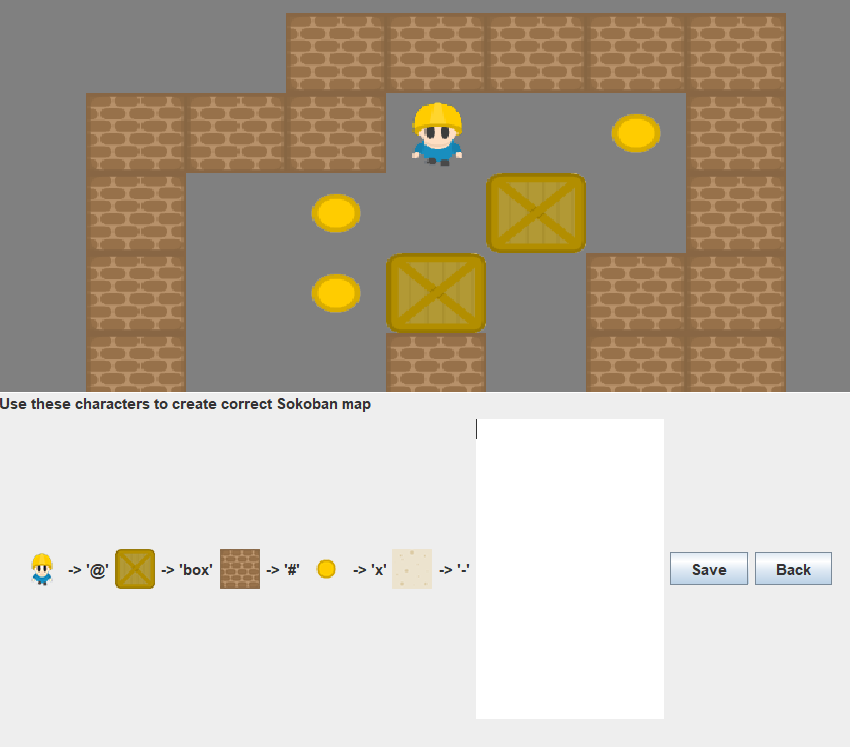 Use these characters to create correct Sokoban map
-> '@' -> 'box' -> '#' -> 'x' -> '-' Save Back